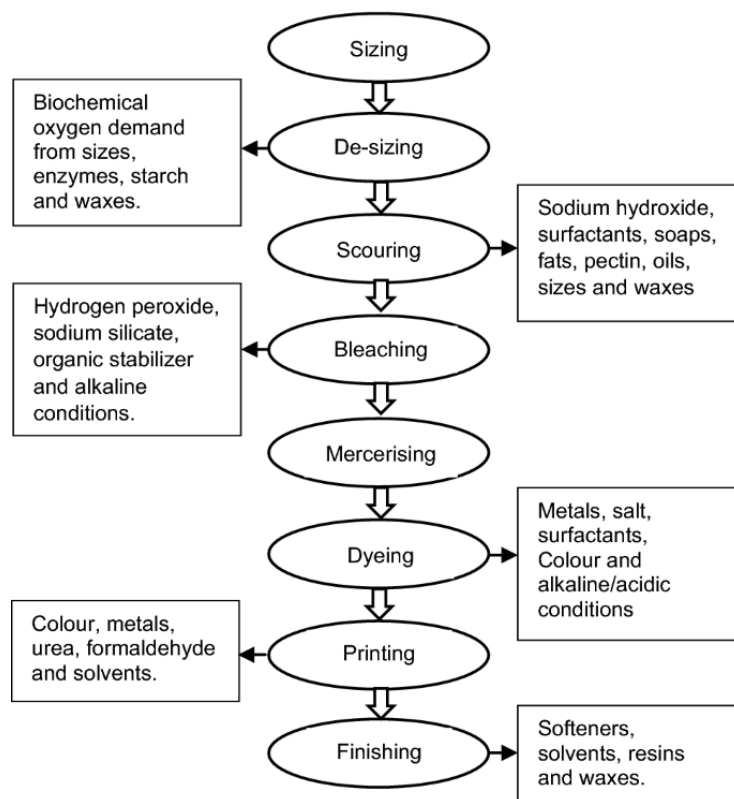 Sizing
Biochemical
oxygen demand
from sizes,
enzymes, starch
and waxes.
De-sizing
Scouring
Sodium hydroxide,
surfactants, soaps,
fats, pectin, oils,
sizes and waxes
Hydrogen peroxide,
sodium silicate,
organic stabilizer
and alkaline
conditions.
Bleaching
Mercerising
Dyeing
Metals, salt,
surfactants,
Colour and
alkaline/acidic
conditions
Colour, metals,
urea, formaldehyde
and solvents.
Printing
Finishing
Softeners,
solvents, resins
and waxes.